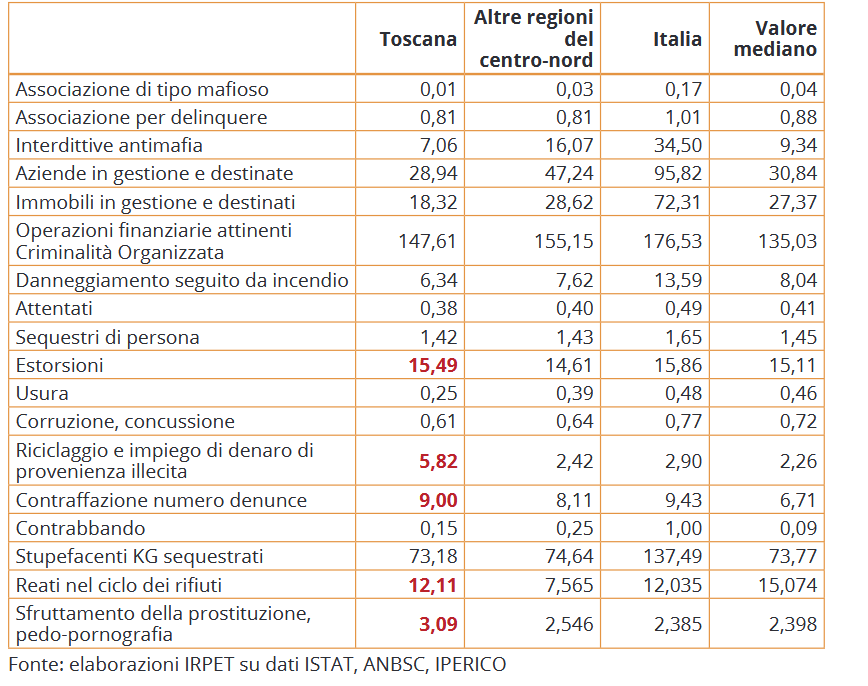 Toscana Altre regioni del centro-nord Italia Valore mediano
Associazione di tipo mafioso 0,01 0,03 0,17 0,04
Associazione per delinquere 0,81 0,81 1,01 0,88
Interdittive antimafia 7,06 16,07 34,50 9,34
Aziende in gestione e destinate 28,94 47,24 95,82 30,84
Immobili in gestione e destinati 18,32 28,62 72,31 27,37
Operazioni finanziarie attinenti
Criminalità Organizzata 147,61 155,15 176,53 135,03
Danneggiamento seguito da incendio 6,34 7,62 13,59 8,04
Attentati 0,38 0,40 0,49 0,41
Sequestri di persona 1,42 1,43 1,65 1,45
Estorsioni 15,49 14,61 15,86 15,11
Usura 0,25 0,39 0,48 0,46
Corruzione, concussione 0,61 0,64 0,77 0,72
Riciclaggio e impiego di denaro di
provenienza illecita 5,82 2,42 2,90 2,26
Contraffazione numero denunce 9,00 8,11 9,43 6,71
Contrabbando 0,15 0,25 1,00 0,09
Stupefacenti KG sequestrati 73,18 74,64 137,49 73,77
Reati nel ciclo dei rifiuti 12,11 7,565 12,035 15,074
Sfruttamento della prostituzione,
pedo-pornografia 3,09 2,546 2,385 2,398
Fonte: elaborazioni IRPET su dati ISTAT, ANBSC, IPERICO